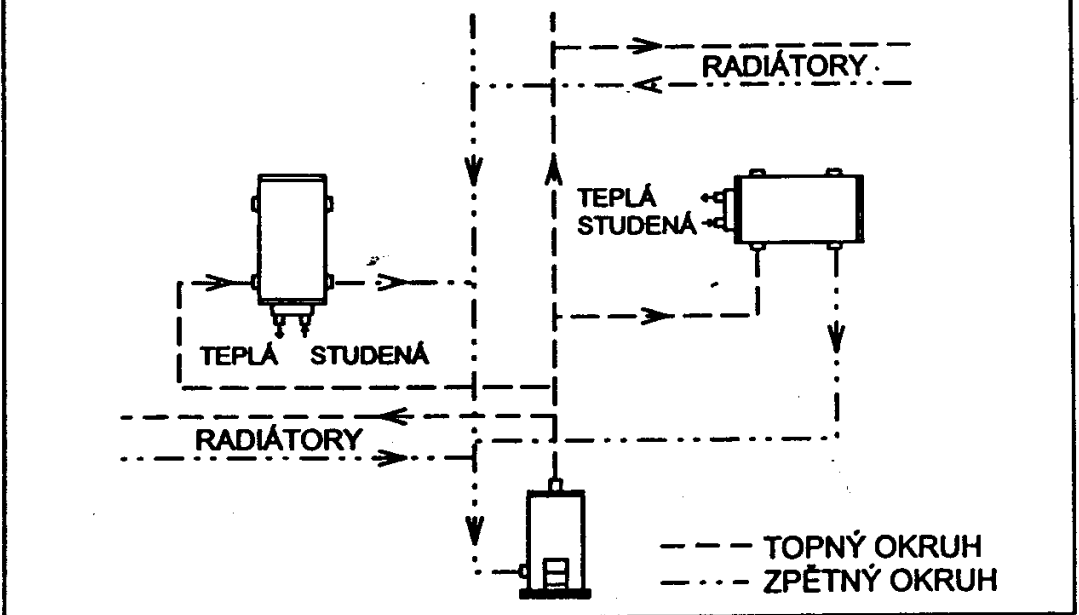 RADIÁTORY
TEPLÁ
STUDENÁ
TEPLÁ STUDENÁ
RADIÁTORY
TOPNÝ OKRUH
ZPĚTNÝ OKRUH